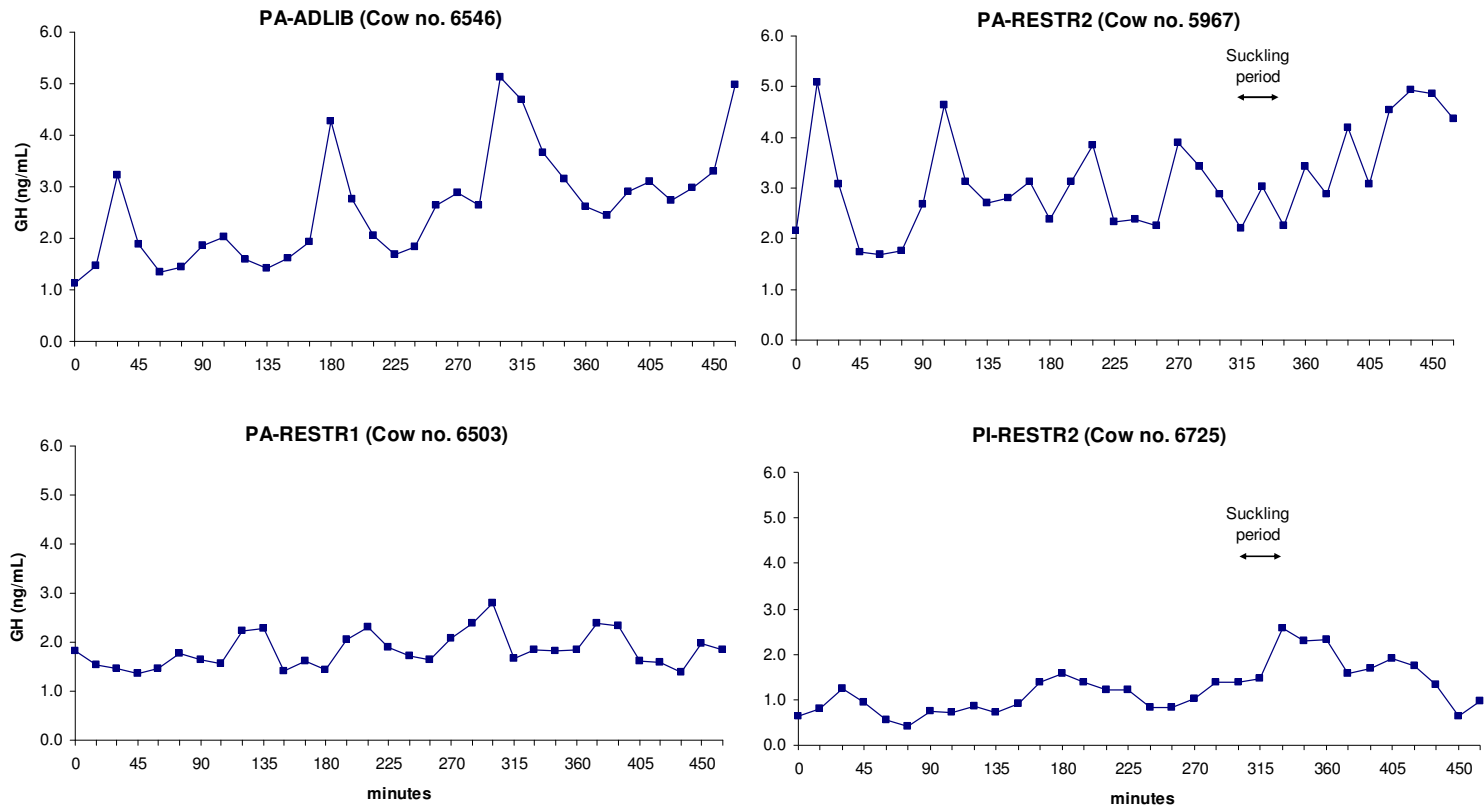 PA-ADLIB (Cow no. 6546)
GH (ng/mL)
6.0
5.0
4.0
3.0
2.0
1.0
0.0
0 45 90 135 180 225 270 315 360 405 450
PA-RESTR2 (Cow no. 5967)
Suckling
period
6.0
5.0
4.0
3.0
2.0
1.0
0.0
0 45 90 135 180 225 270 315 360 405 450
PA-RESTR1 (Cow no. 6503)
GH (ng/mL)
6.0
5.0
4.0
3.0
2.0
1.0
0.0
0 45 90 135 180 225 270 315 360 405 450
minutes
PI-RESTR2 (Cow no. 6725)
Suckling
period
6.0
5.0
4.0
3.0
2.0
1.0
0.0
0 45 90 135 180 225 270 315 360 405 450
minutes